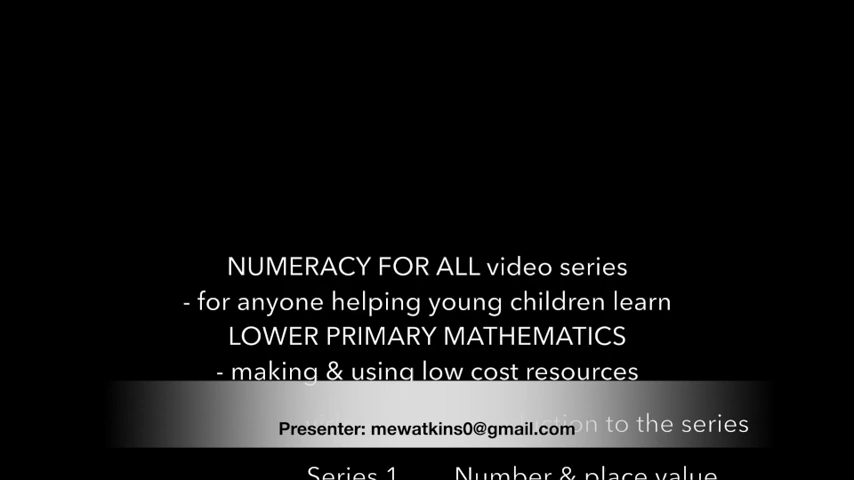 NUMERACY FOR ALL video series
- for anyone helping young children learn
LOWER PRIMARY MATHEMATICS
- making & using low cost resources
to the series
Presenter: mewatkins0@gmail.com
Series 1 Number & place value